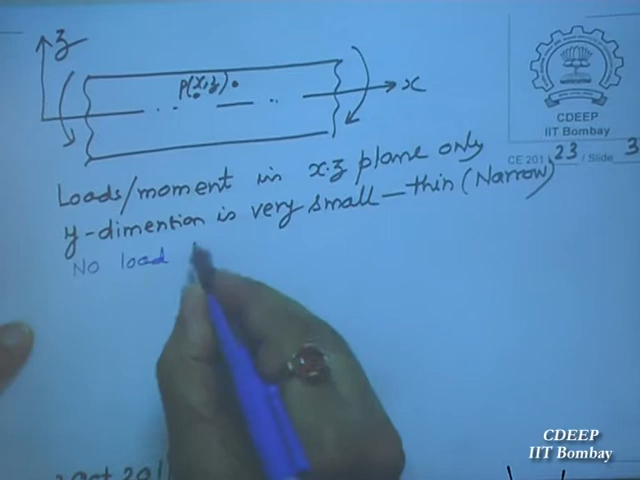 z
P(x,z)
x
CDEEP
IIT Bombay
CE 201 23 / Slide 3
Loads/moment in x-z plane only
y-dimention is very small - thin (Narrow)
No load
CDEEP
IIT Bombay